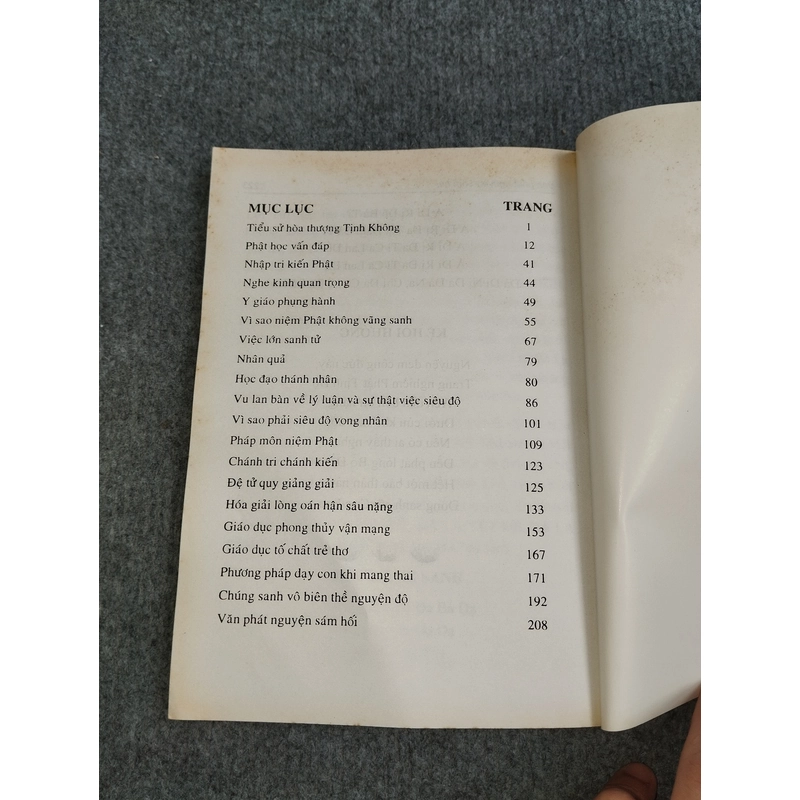 MỤC LỤC TRANG
Tiểu sử hòa thượng Tịnh Không 1
Phật học vấn đáp 12
Nhập tri kiến Phật 41
Nghe kinh quan trọng 44
Y giáo phụng hành 49
Vì sao niệm Phật không vãng sanh 55
Việc lớn sanh tử 67
Nhân quả 79
Học đạo thánh nhân 80
Vu lan bàn về lý luận và sự thật việc siêu độ 86
Vì sao phải siêu độ vong nhân 101
Pháp môn niệm Phật 109
Chánh tri chánh kiến 123
Đệ tử quy giảng giải 125
Hóa giải lòng oán hận sâu nặng 133
Giáo dục phong thủy vận mạng 153
Giáo dục tố chất trẻ thơ 167
Phương pháp dạy con khi mang thai 171
Chúng sanh vô biên thề nguyện độ 192
Văn phát nguyện sám hối 208